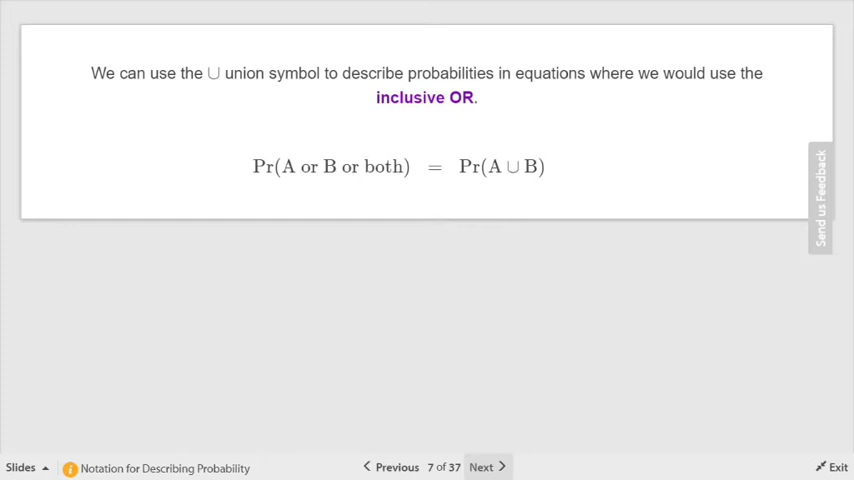 We can use the ∪ union symbol to describe probabilities in equations where we would use the
inclusive OR.
Pr(A or B or both) = Pr(A ∪ B)
Send us Feedback
Slides
Notation for Describing Probability
Previous 7 of 37 Next
Exit